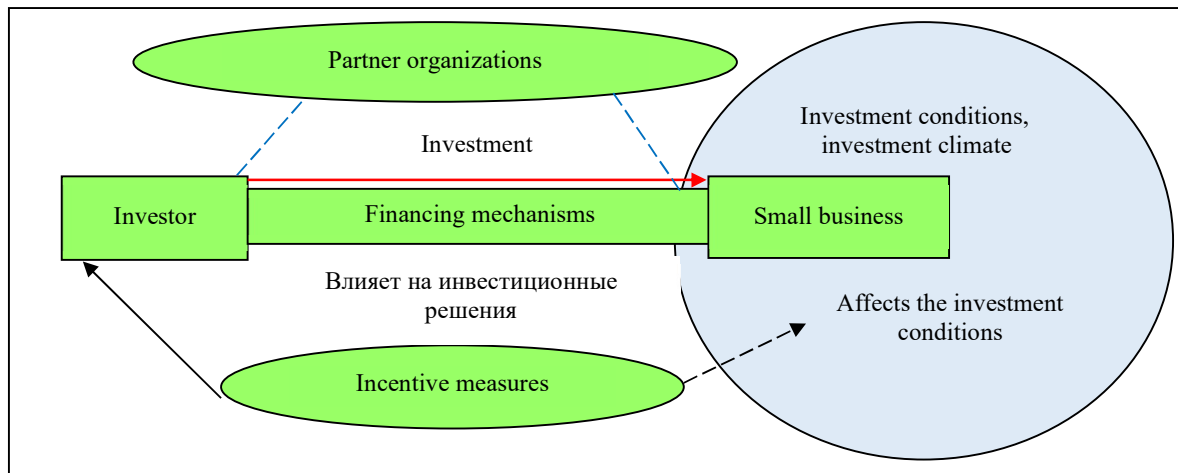 Partner organizations
Investment conditions,
investment climate
Investment
Investor
Financing mechanisms
Small business
Влияет на инвестиционные
решения
Affects the investment
conditions
Incentive measures